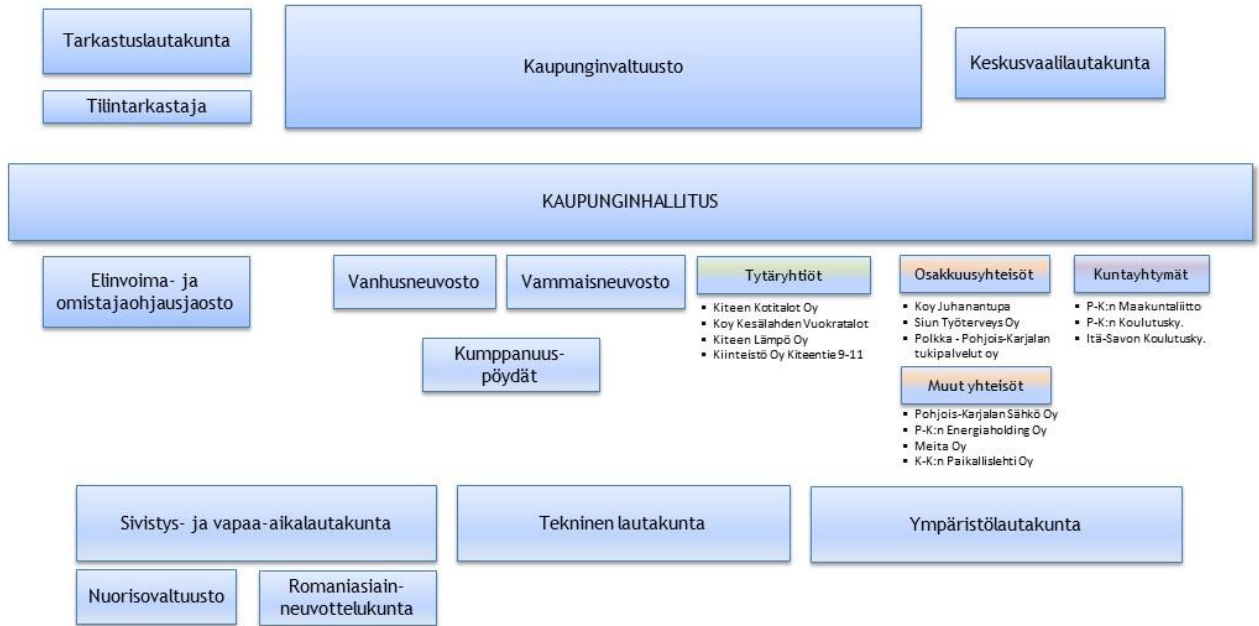 Tarkastuslautakunta
Tilintarkastaja
Kaupunginvaltuusto
Keskusvaalilautakunta
KAUPUNGINHALLITUS
Elinvoima- ja
omistajaohjausjaosto
Vanhusneuvosto
Vammaisneuvosto
Kumppanuus-
pöydät
Tytäryhtiöt
▪ Kiteen Kotitalot Oy
▪ Koy Kesälahden Vuokratalot
▪ Kiteen Lämpö Oy
▪ Kiinteistö Oy Kiteentie 9-11
Osakkuusyhteisöt
▪ Koy Juhanantupa
▪ Siun Työterveys Oy
▪ Polkka - Pohjois-Karjalan
tukipalvelut oy
Muut yhteisöt
▪ Pohjois-Karjalan Sähkö Oy
▪ P-K:n Energiaholding Oy
▪ Meita Oy
▪ K-K:n Paikallislehti Oy
Kuntayhtymät
▪ P-K:n Maakuntaliitto
▪ P-K:n Koulutusky.
▪ Itä-Savon Koulutusky.
Sivistys- ja vapaa-aikalautakunta
Nuorisovaltuusto
Romaniasiain-
neuvottelukunta
Tekninen lautakunta
Ympäristölautakunta